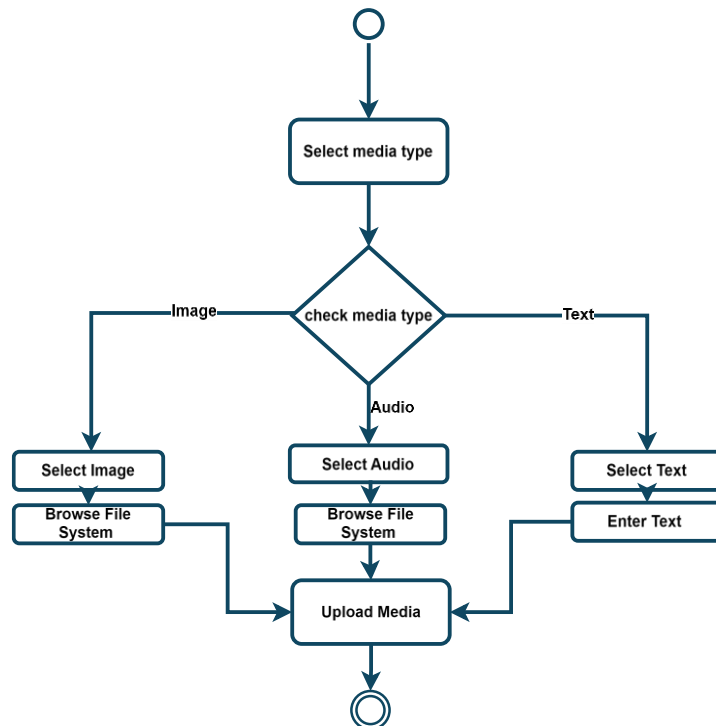 Select media type
Image
check media type
Text
Audio
Select Image
Select Audio
Select Text
Browse File
System
Browse File
System
Enter Text
Upload Media